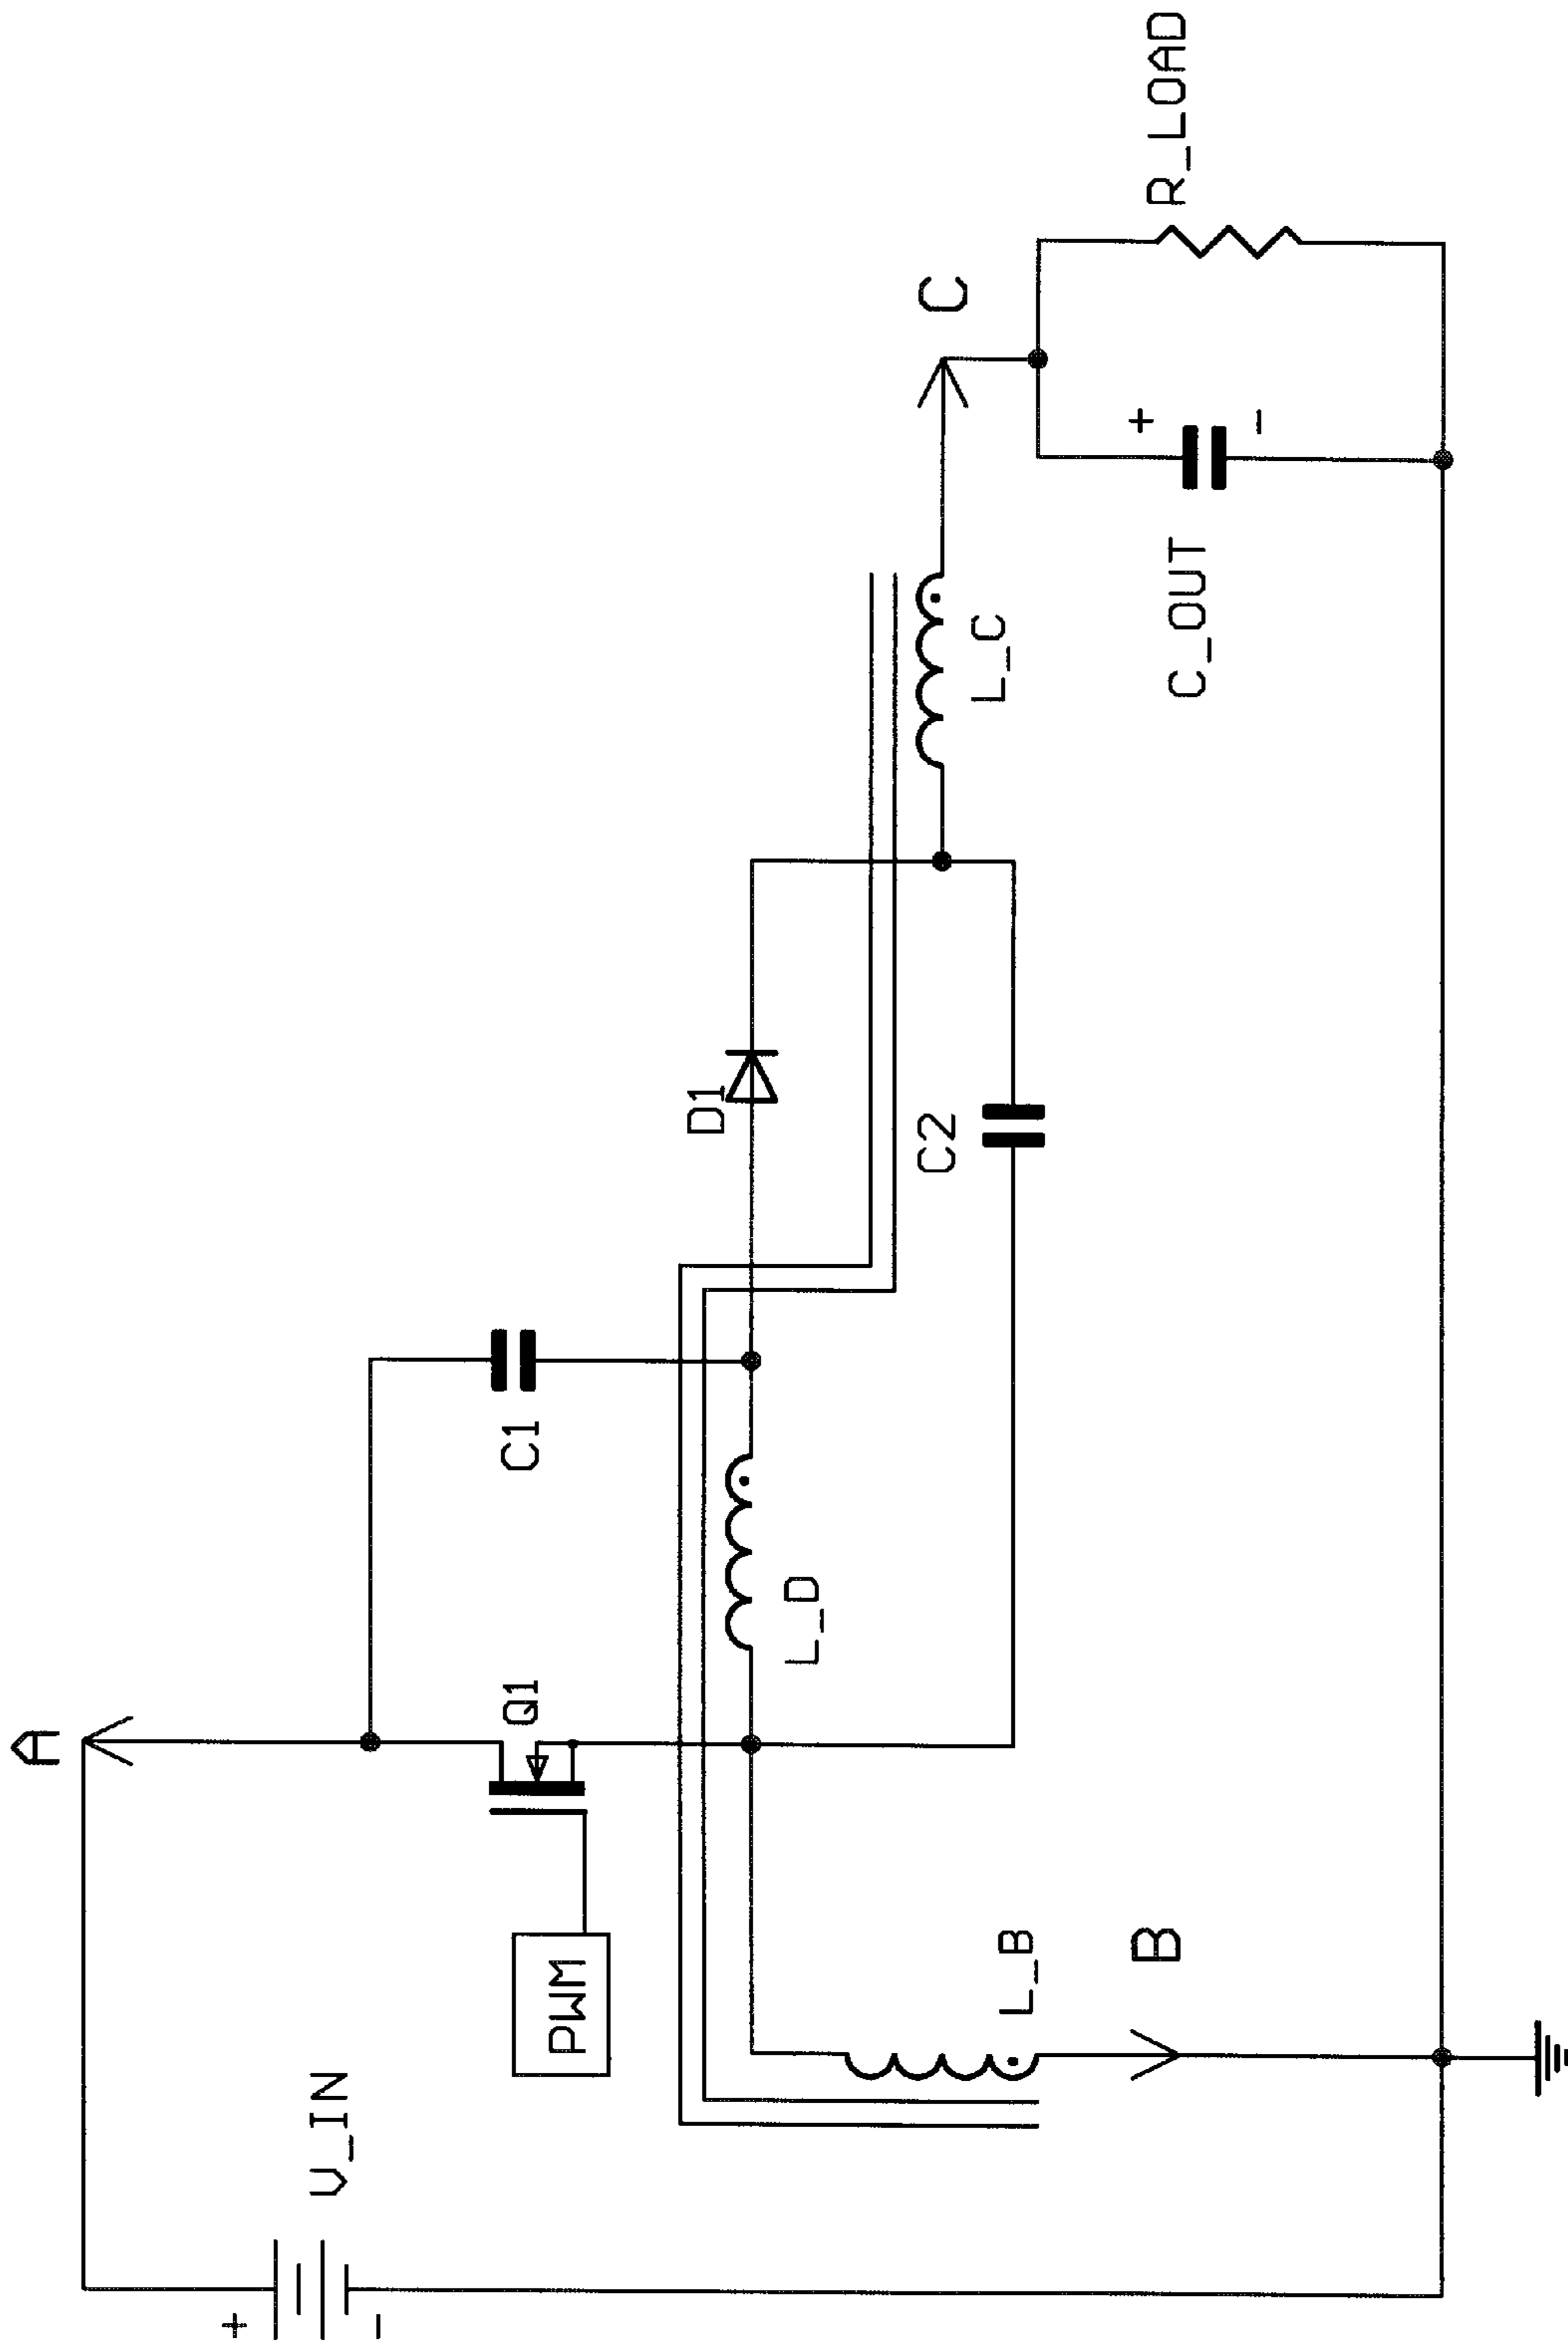 A
V_IN
+
-
PWM
Q1
C1
L_D
D1
L_B
B
C2
L_C
C
C_OUT
+
-
R_LOAD